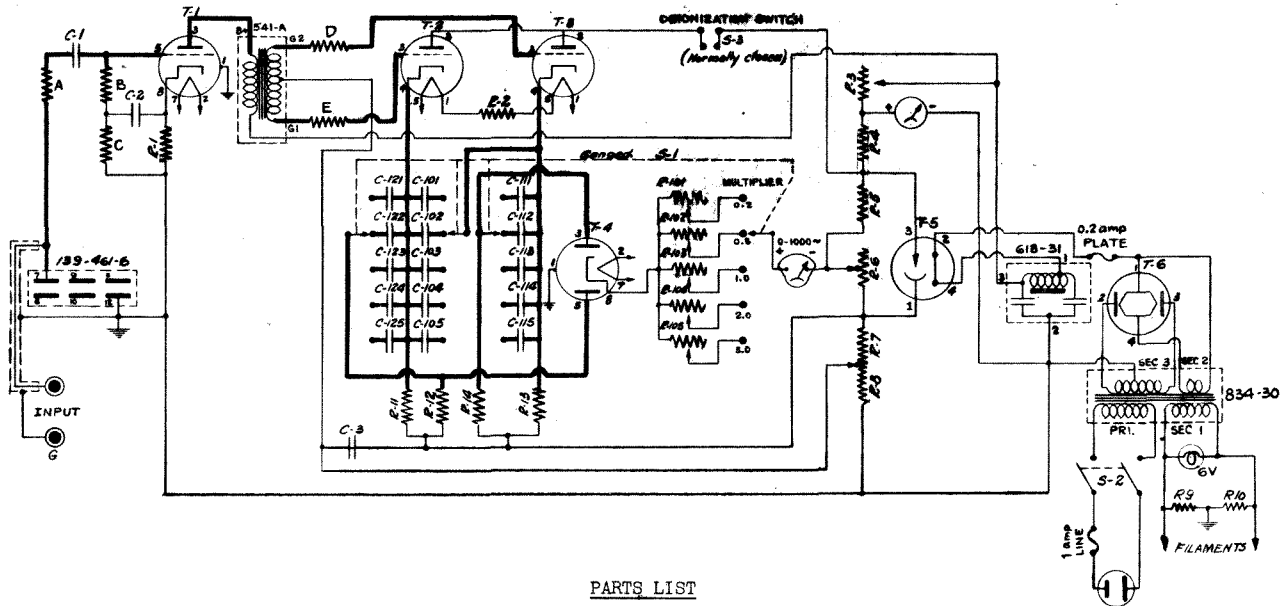 T-1
C-1
541-A
D
T-2
T-3
DEIONIZATION SWITCH
S-3
(Normally closed)
A
B
C-2
C
R-1
G2
G1
E
R-2
R-3
R-4
R-5
R-6
R-7
R-8
Ganged S-1
C-121
C-122
C-123
C-124
C-125
C-101
C-102
C-103
C-104
C-105
C-111
C-112
C-113
C-114
C-115
T-4
R-101
R-102
R-103
R-104
R-105
MULTIPLIER
0.2
0.5
1.0
2.0
5.0
0-1000~
T-5
618-31
0.2 amp
PLATE
T-6
139-461-6
INPUT
G
R-11
R-12
R-14
R-13
C-3
SEC 3
SEC 2
834-30
PRI.
SEC 1
6V
S-2
R9
R10
1 amp
LINE
FILAMENTS
PARTS LIST